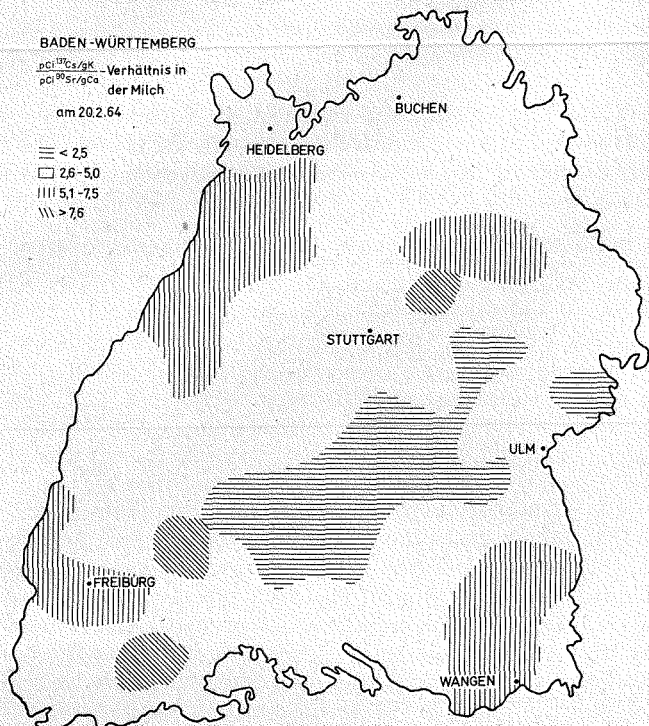 BADEN-WÜRTTEMBERG
pCi ¹³⁷Cs/gK
pCi ⁹⁰Sr/gCa
-Verhältnis in
der Milch
am 20.2.64
< 2,5
2,6-5,0
5,1-7,5
> 7,6
BUCHEN
HEIDELBERG
STUTTGART
ULM
FREIBURG
WANGEN